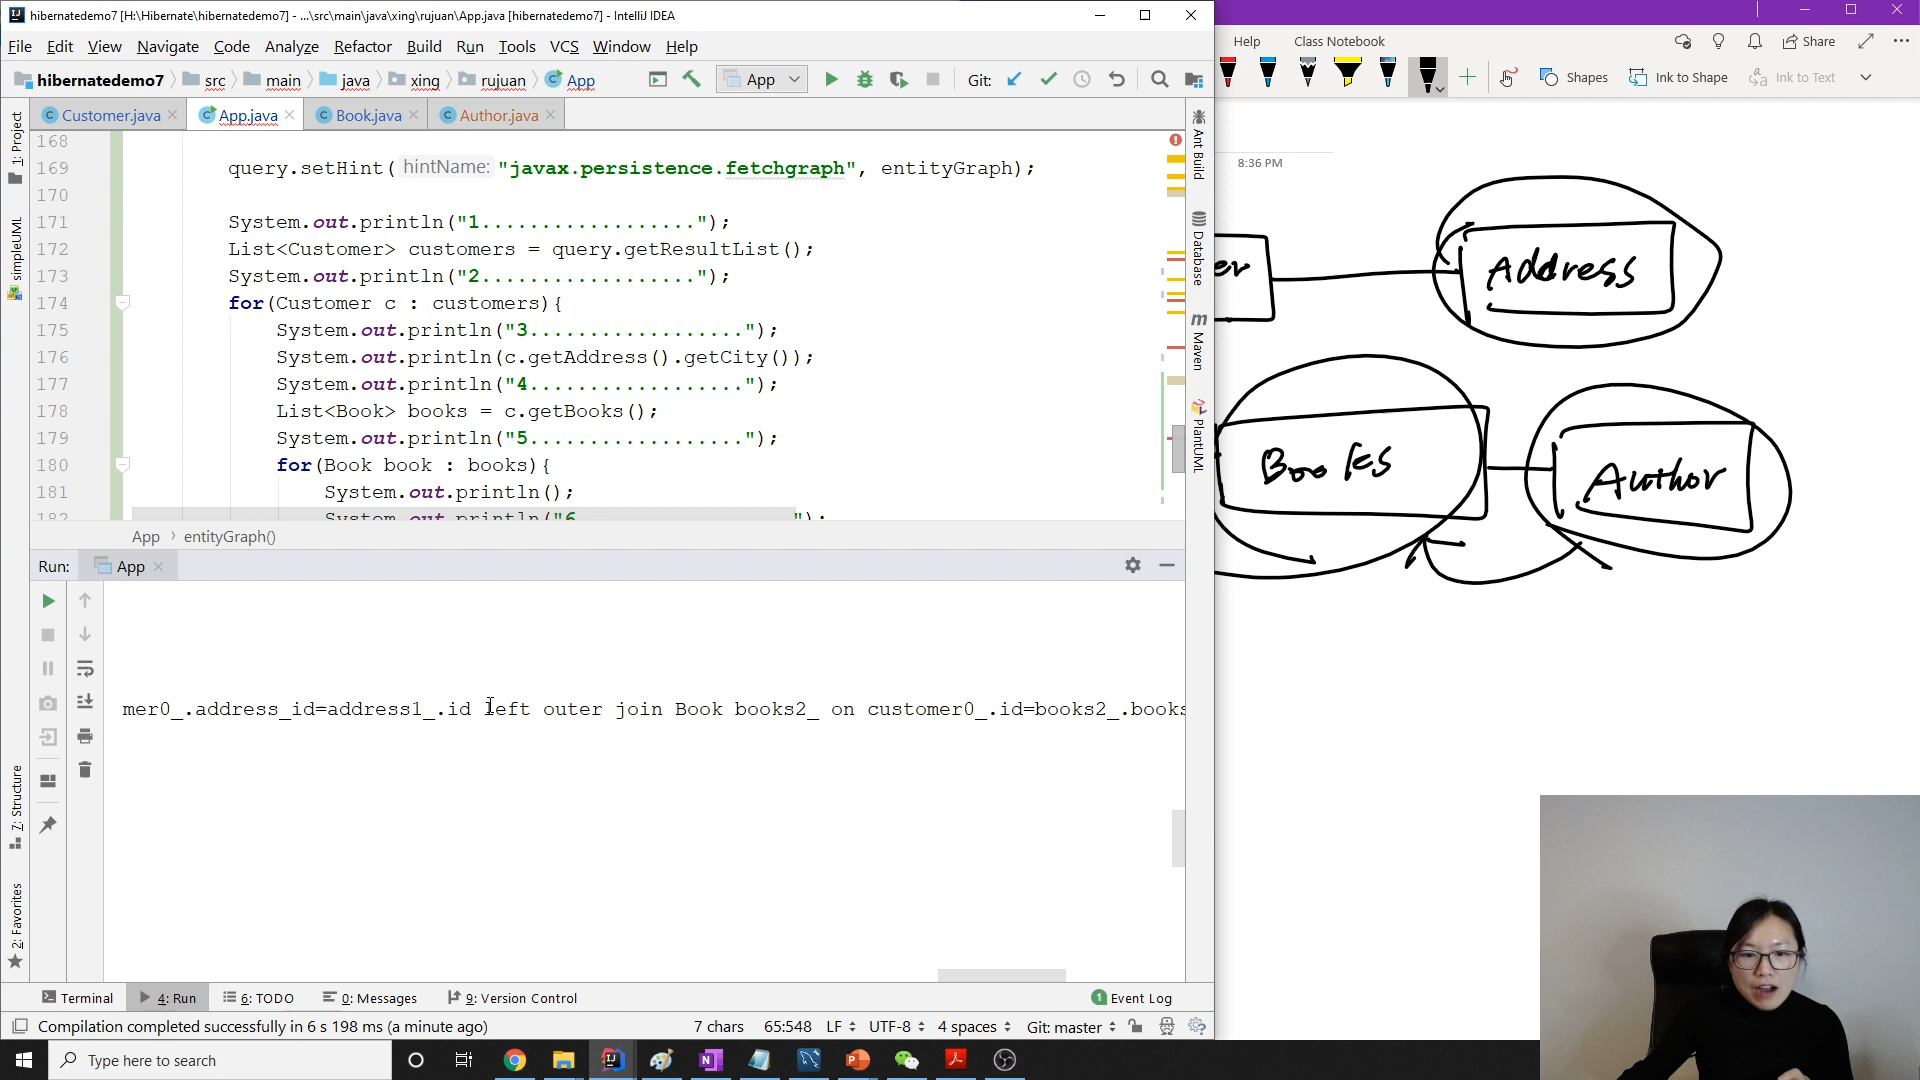 hibernatedemo7 [H:\Hibernate\hibernatedemo7] - ...\src\main\java\xing\rujuan\App.java [hibernatedemo7] - IntelliJ IDEA
File Edit View Navigate Code Analyze Refactor Build Run Tools VCS Window Help
hibernatedemo7 src main java xing rujuan App App Git:
Customer.java App.java Book.java Author.java
168
169 query.setHint( hintName: "javax.persistence.fetchgraph", entityGraph);
170
171 System.out.println("1..................");
172 List<Customer> customers = query.getResultList();
173 System.out.println("2..................");
174 for(Customer c : customers){
175 System.out.println("3..................");
176 System.out.println(c.getAddress().getCity());
177 System.out.println("4..................");
178 List<Book> books = c.getBooks();
179 System.out.println("5..................");
180 for(Book book : books){
181 System.out.println();
182 System.out.println("6..................");
App entityGraph()
Run: App
mer0_.address_id=address1_.id left outer join Book books2_ on customer0_.id=books2_.books
Terminal 4: Run 6: TODO 0: Messages 9: Version Control 1 Event Log
Compilation completed successfully in 6 s 198 ms (a minute ago) 7 chars 65:548 LF UTF-8 4 spaces Git: master
Type here to search
1: Project
simpleUML
7: Structure
2: Favorites
Ant Build
Database
Maven
PlantUML
Help Class Notebook Share
Shapes Ink to Shape Ink to Text
8:36 PM
er Address
Books Author